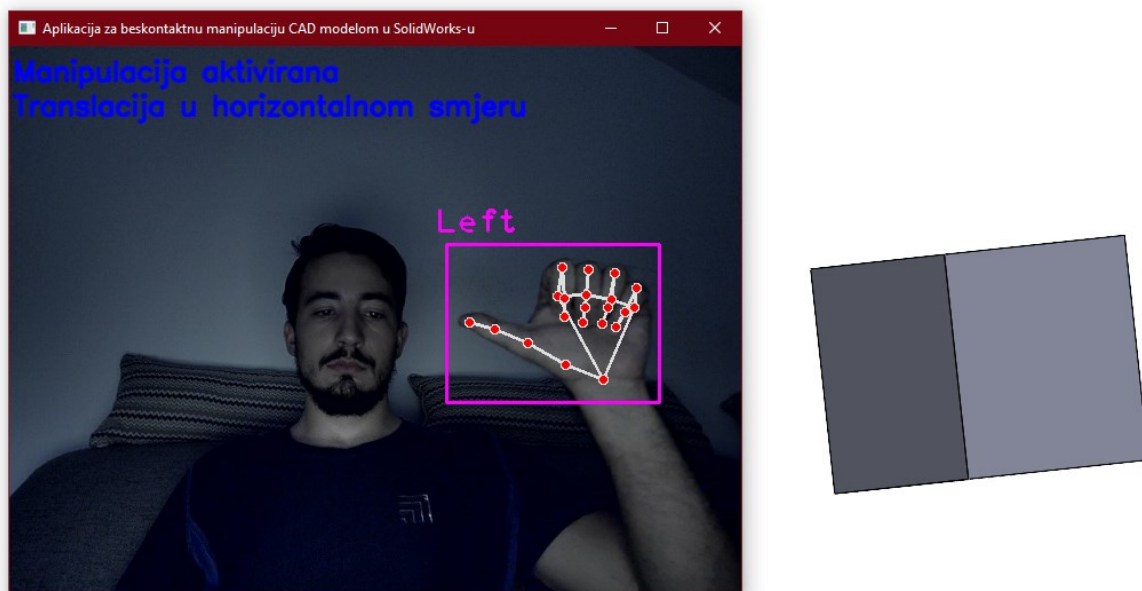 Aplikacija za beskontaktnu manipulaciju CAD modelom u SolidWorks-u
Manipulacija aktivirana
Translacija u horizontalnom smjeru
Left